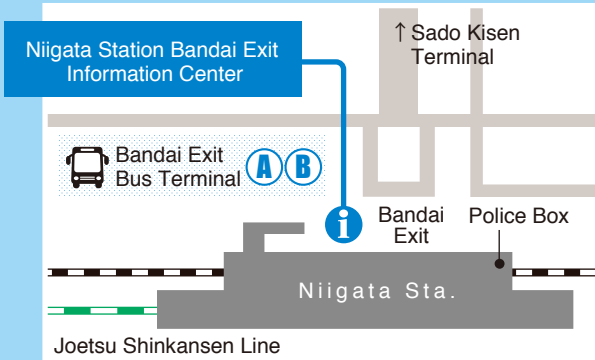 Niigata Station Bandai Exit
Information Center
↑ Sado Kisen
Terminal
Bandai Exit
Bus Terminal
A B
i
Bandai
Exit
Police Box
Niigata Sta.
Joetsu Shinkansen Line